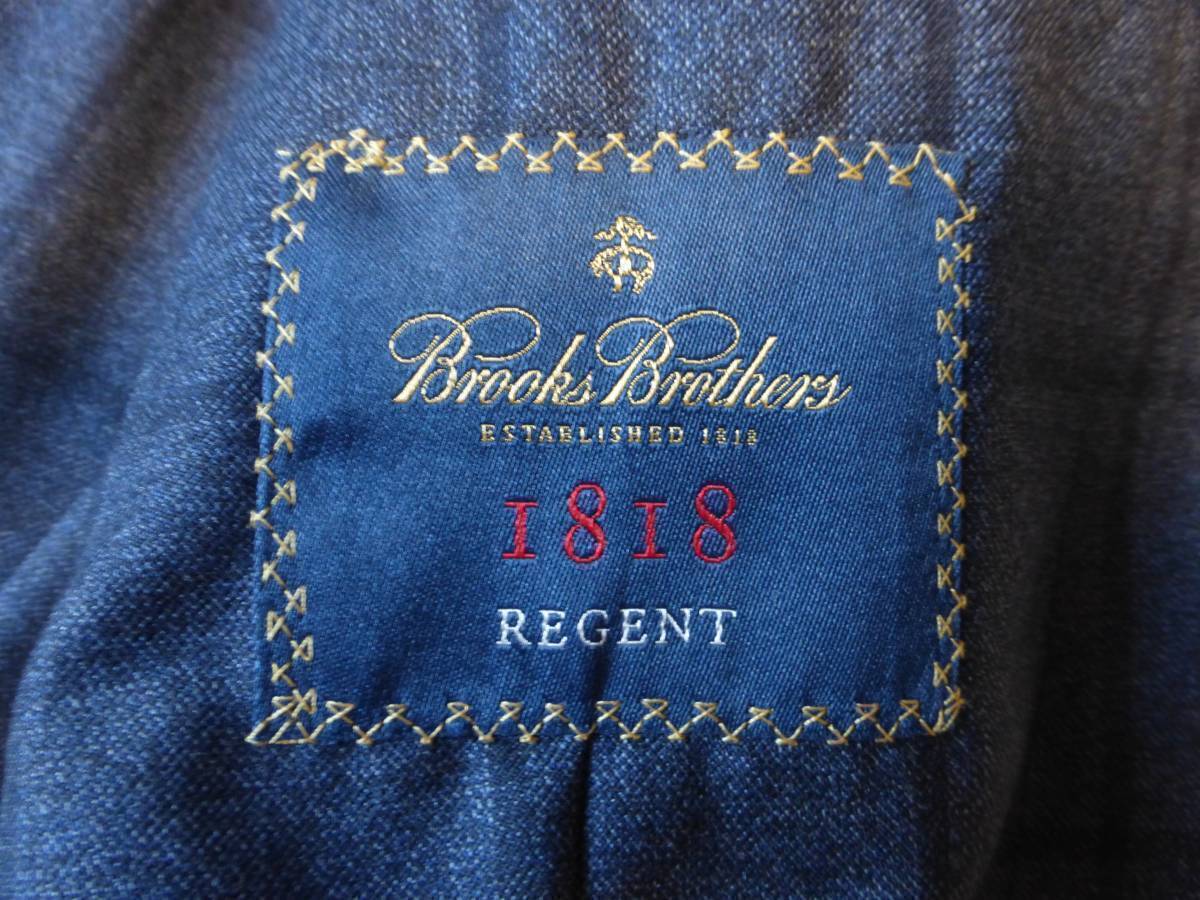 Brooks Brothers
ESTABLISHED 1818
1818
REGENT